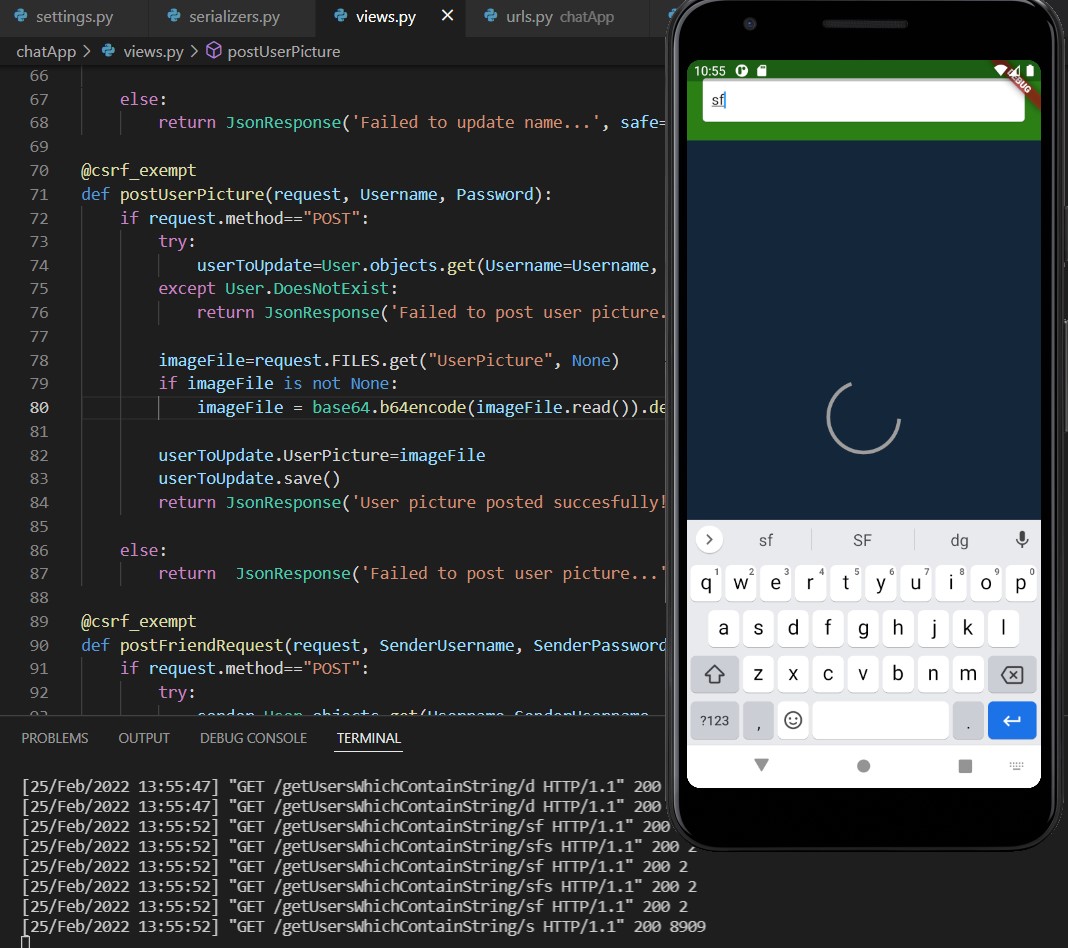 settings.py
serializers.py
views.py
urls.py chatApp
chatApp > views.py > postUserPicture
66
67 else:
68 return JsonResponse('Failed to update name...', safe=
69
70 @csrf_exempt
71 def postUserPicture(request, Username, Password):
72 if request.method=="POST":
73 try:
74 userToUpdate=User.objects.get(Username=Username,
75 except User.DoesNotExist:
76 return JsonResponse('Failed to post user picture.
77
78 imageFile=request.FILES.get("UserPicture", None)
79 if imageFile is not None:
80 imageFile = base64.b64encode(imageFile.read()).de
81
82 userToUpdate.UserPicture=imageFile
83 userToUpdate.save()
84 return JsonResponse('User picture posted succesfully!
85
86 else:
87 return  JsonResponse('Failed to post user picture...'
88
89 @csrf_exempt
90 def postFriendRequest(request, SenderUsername, SenderPassword
91 if request.method=="POST":
92 try:
PROBLEMS OUTPUT DEBUG CONSOLE TERMINAL
[25/Feb/2022 13:55:47] "GET /getUsersWhichContainString/d HTTP/1.1" 200
[25/Feb/2022 13:55:47] "GET /getUsersWhichContainString/d HTTP/1.1" 200
[25/Feb/2022 13:55:52] "GET /getUsersWhichContainString/sf HTTP/1.1" 200
[25/Feb/2022 13:55:52] "GET /getUsersWhichContainString/sfs HTTP/1.1" 200 2
[25/Feb/2022 13:55:52] "GET /getUsersWhichContainString/sf HTTP/1.1" 200 2
[25/Feb/2022 13:55:52] "GET /getUsersWhichContainString/sfs HTTP/1.1" 200 2
[25/Feb/2022 13:55:52] "GET /getUsersWhichContainString/sf HTTP/1.1" 200 2
[25/Feb/2022 13:55:52] "GET /getUsersWhichContainString/s HTTP/1.1" 200 8909
10:55
DEBUG
sf
sf SF dg
q1 w2 e3 r4 t5 y6 u7 i8 o9 p0
a s d f g h j k l
z x c v b n m
?123 , .